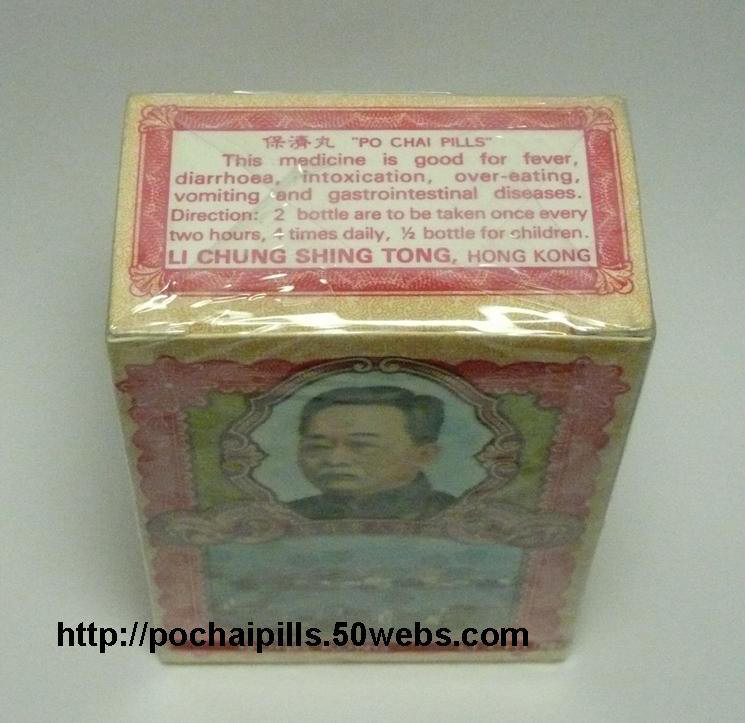 保濟丸 "PO CHAI PILLS"
This medicine is good for fever,
diarrhoea, intoxication, over-eating,
vomiting and gastrointestinal diseases.
Direction: 2 bottle are to be taken once every
two hours, 4 times daily, ½ bottle for children.
LI CHUNG SHING TONG, HONG KONG
http://pochaipills.50webs.com